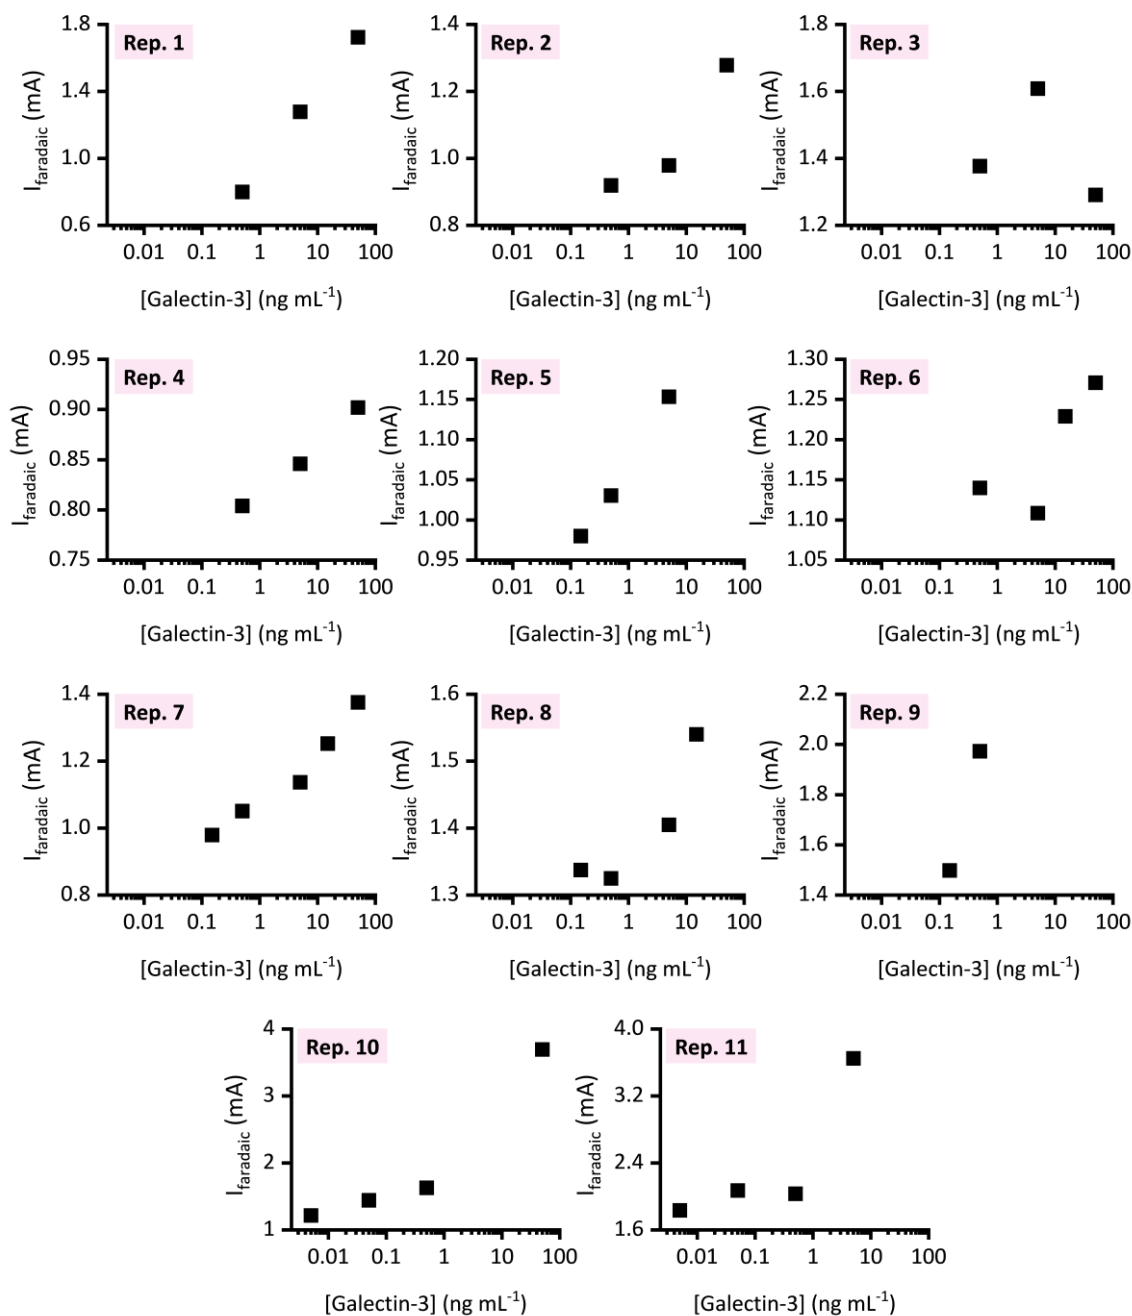 Rep. 1
1.8
1.4
1.0
0.6
I_faradaic (mA)
0.01 0.1 1 10 100
[Galectin-3] (ng mL⁻¹)
Rep. 2
1.4
1.2
1.0
0.8
I_faradaic (mA)
0.01 0.1 1 10 100
[Galectin-3] (ng mL⁻¹)
Rep. 3
1.8
1.6
1.4
1.2
I_faradaic (mA)
0.01 0.1 1 10 100
[Galectin-3] (ng mL⁻¹)
Rep. 4
0.95
0.90
0.85
0.80
0.75
I_faradaic (mA)
0.01 0.1 1 10 100
[Galectin-3] (ng mL⁻¹)
Rep. 5
1.20
1.15
1.10
1.05
1.00
0.95
I_faradaic (mA)
0.01 0.1 1 10 100
[Galectin-3] (ng mL⁻¹)
Rep. 6
1.30
1.25
1.20
1.15
1.10
1.05
I_faradaic (mA)
0.01 0.1 1 10 100
[Galectin-3] (ng mL⁻¹)
Rep. 7
1.4
1.2
1.0
0.8
I_faradaic (mA)
0.01 0.1 1 10 100
[Galectin-3] (ng mL⁻¹)
Rep. 8
1.6
1.5
1.4
1.3
I_faradaic (mA)
0.01 0.1 1 10 100
[Galectin-3] (ng mL⁻¹)
Rep. 9
2.2
2.0
1.8
1.6
1.4
I_faradaic (mA)
0.01 0.1 1 10 100
[Galectin-3] (ng mL⁻¹)
Rep. 10
4
3
2
1
I_faradaic (mA)
0.01 0.1 1 10 100
[Galectin-3] (ng mL⁻¹)
Rep. 11
4.0
3.2
2.4
1.6
I_faradaic (mA)
0.01 0.1 1 10 100
[Galectin-3] (ng mL⁻¹)